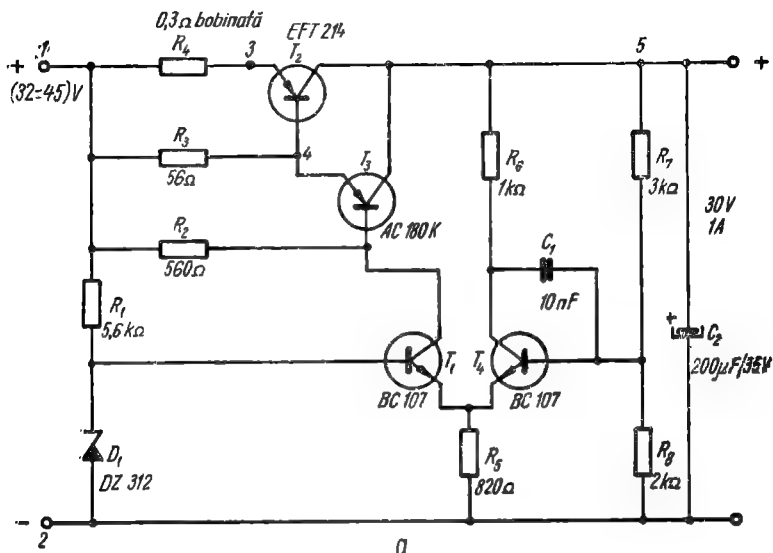 0,3Ω bobinată
EFT 214
1
R4
3
T2
5
+
+
(32÷45)V
R3
4
56Ω
T3
R6
1kΩ
R7
3kΩ
AC 180K
R2
560Ω
30V
1A
C1
10nF
R1
5,6kΩ
+
C2
200μF/35V
T1
T4
BC 107
BC 107
D1
DZ 312
R5
820Ω
R8
2kΩ
-
2
-
a